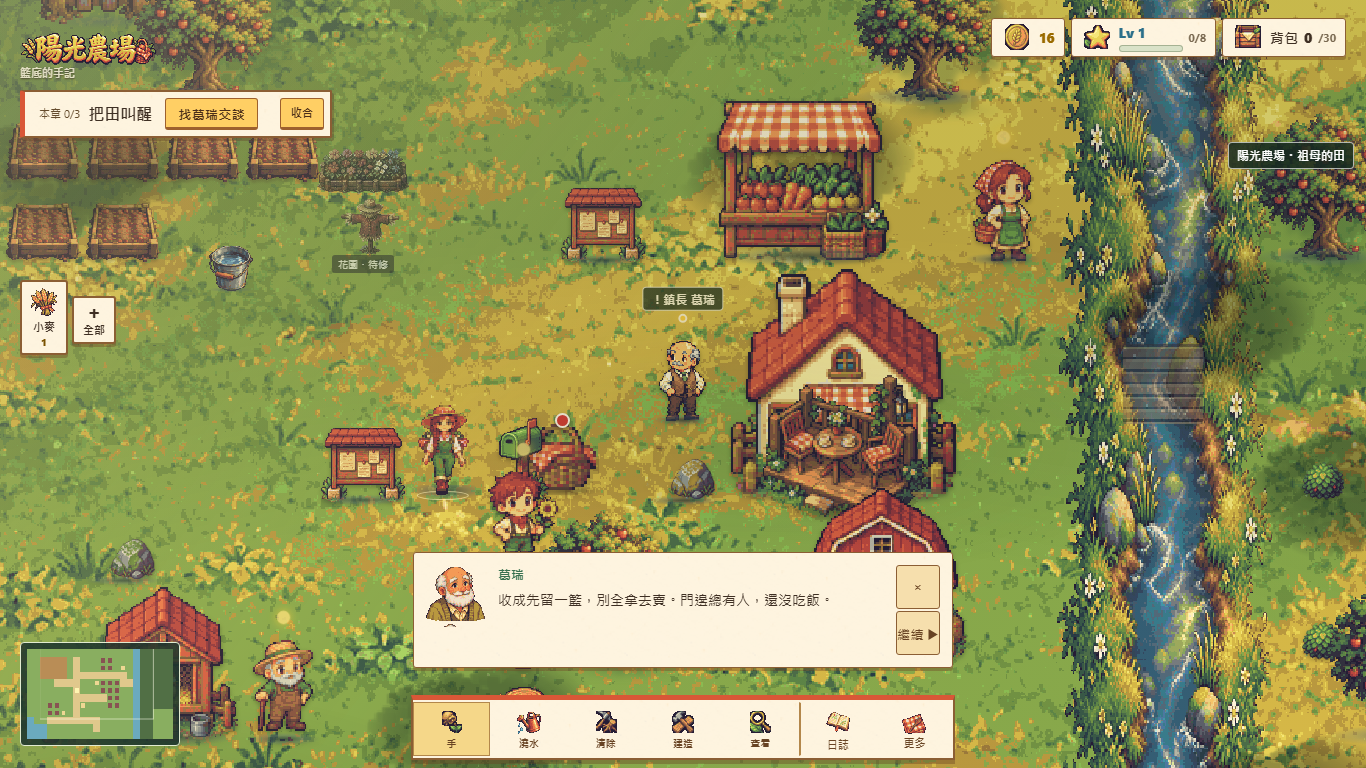 陽光農場
籃底的手記
16
Lv 1
0/8
背包 0 /30
本章 0/3 把田叫醒
找葛瑞交談
收合
陽光農場・祖母的田
花圃・待修
小麥
1
+
全部
! 鎮長 葛瑞
葛瑞
收成先留一籃，別全拿去賣。門邊總有人，還沒吃飯。
×
繼續 ▶
手
澆水
清除
建造
查看
日誌
更多